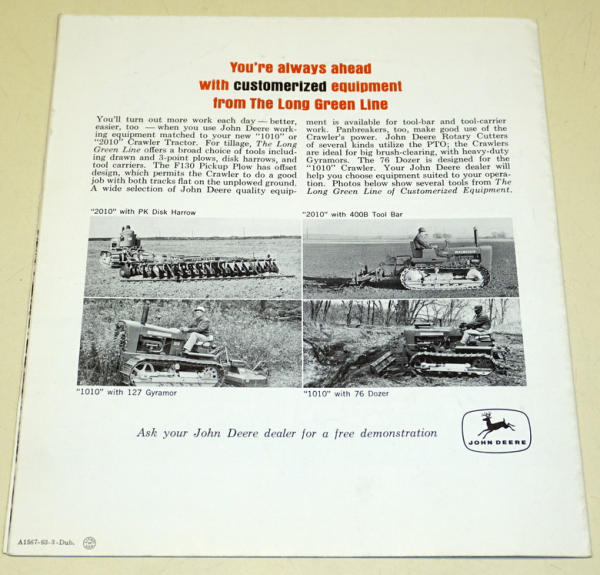 You're always ahead
with customerized equipment
from The Long Green Line
You'll turn out more work each day — better,
easier, too — when you use John Deere work-
ing equipment matched to your new "1010" or
"2010" Crawler Tractor. For tillage, The Long
Green Line offers a broad choice of tools includ-
ing drawn and 3-point plows, disk harrows, and
tool carriers. The F130 Pickup Plow has offset
design, which permits the Crawler to do a good
job with both tracks flat on the unplowed ground.
A wide selection of John Deere quality equip-
ment is available for tool-bar and tool-carrier
work. Panbreakers, too, make good use of the
Crawler's power. John Deere Rotary Cutters
of several kinds utilize the PTO; the Crawlers
are ideal for big brush-clearing, with heavy-duty
Gyramors. The 76 Dozer is designed for the
"1010" Crawler. Your John Deere dealer will
help you choose equipment suited to your opera-
tion. Photos below show several tools from The
Long Green Line of Customerized Equipment.
"2010" with PK Disk Harrow
"2010" with 400B Tool Bar
"1010" with 127 Gyramor
"1010" with 76 Dozer
Ask your John Deere dealer for a free demonstration
JOHN DEERE
A1567-63-3-Dub.